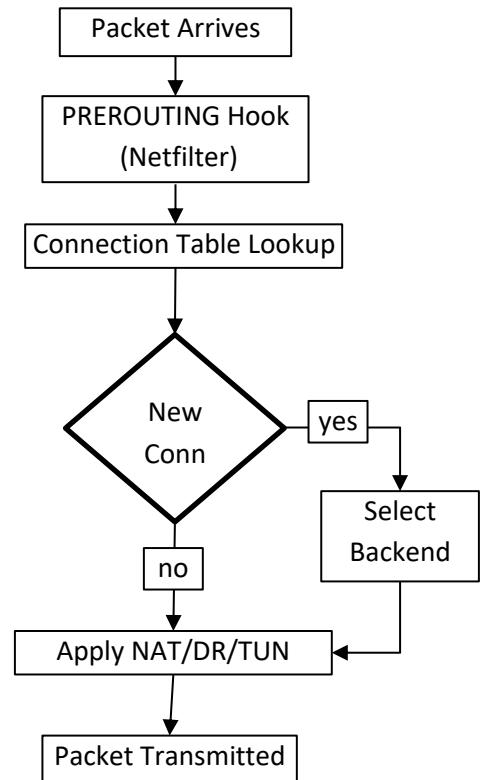 Packet Arrives
PREROUTING Hook
(Netfilter)
Connection Table Lookup
New
Conn
yes
Select
Backend
no
Apply NAT/DR/TUN
Packet Transmitted